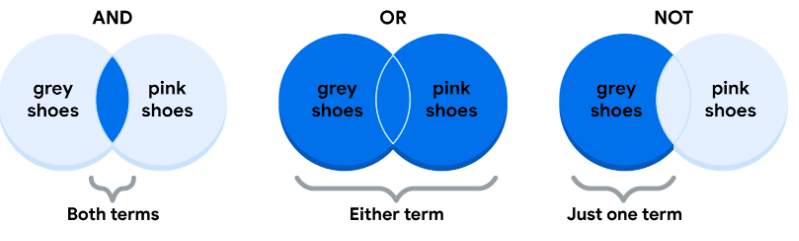 AND
grey
shoes
pink
shoes
Both terms
OR
grey
shoes
pink
shoes
Either term
NOT
grey
shoes
pink
shoes
Just one term